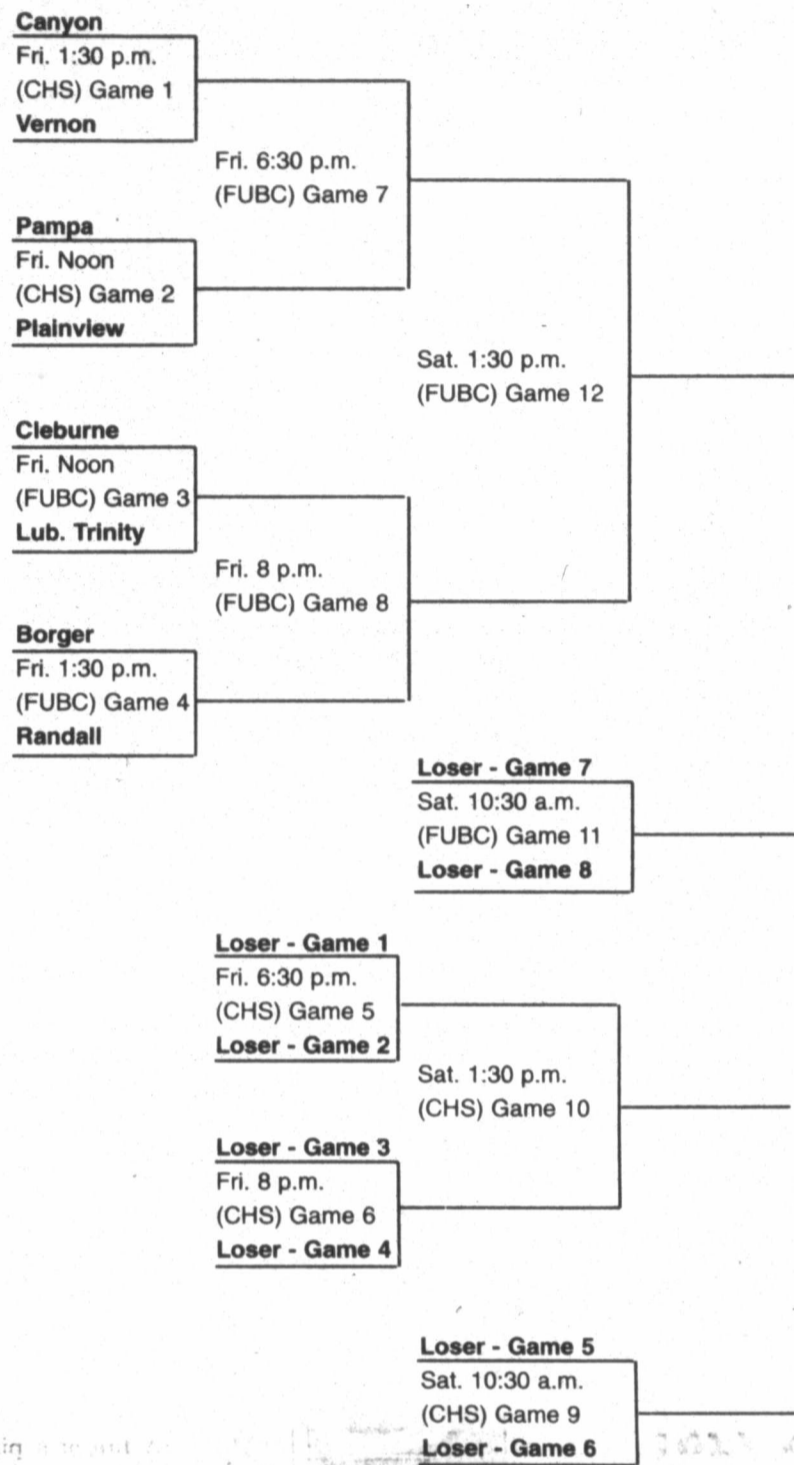 Canyon
Fri. 1:30 p.m.
(CHS) Game 1
Vernon
Fri. 6:30 p.m.
(FUBC) Game 7
Pampa
Fri. Noon
(CHS) Game 2
Plainview
Sat. 1:30 p.m.
(FUBC) Game 12
Cleburne
Fri. Noon
(FUBC) Game 3
Lub. Trinity
Fri. 8 p.m.
(FUBC) Game 8
Borger
Fri. 1:30 p.m.
(FUBC) Game 4
Randall
Loser - Game 7
Sat. 10:30 a.m.
(FUBC) Game 11
Loser - Game 8
Loser - Game 1
Fri. 6:30 p.m.
(CHS) Game 5
Loser - Game 2
Sat. 1:30 p.m.
(CHS) Game 10
Loser - Game 3
Fri. 8 p.m.
(CHS) Game 6
Loser - Game 4
Loser - Game 5
Sat. 10:30 a.m.
(CHS) Game 9
Loser - Game 6